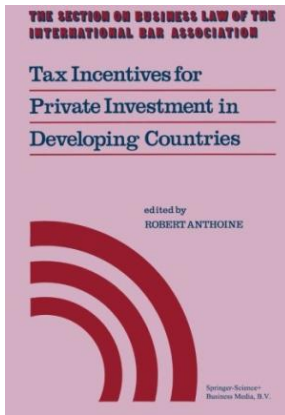 THE SECTION ON BUSINESS LAW OF THE
INTERNATIONAL BAR ASSOCIATION
Tax Incentives for
Private Investment in
Developing Countries
edited by
ROBERT ANTHOINE
Springer-Science+
Business Media, B.V.